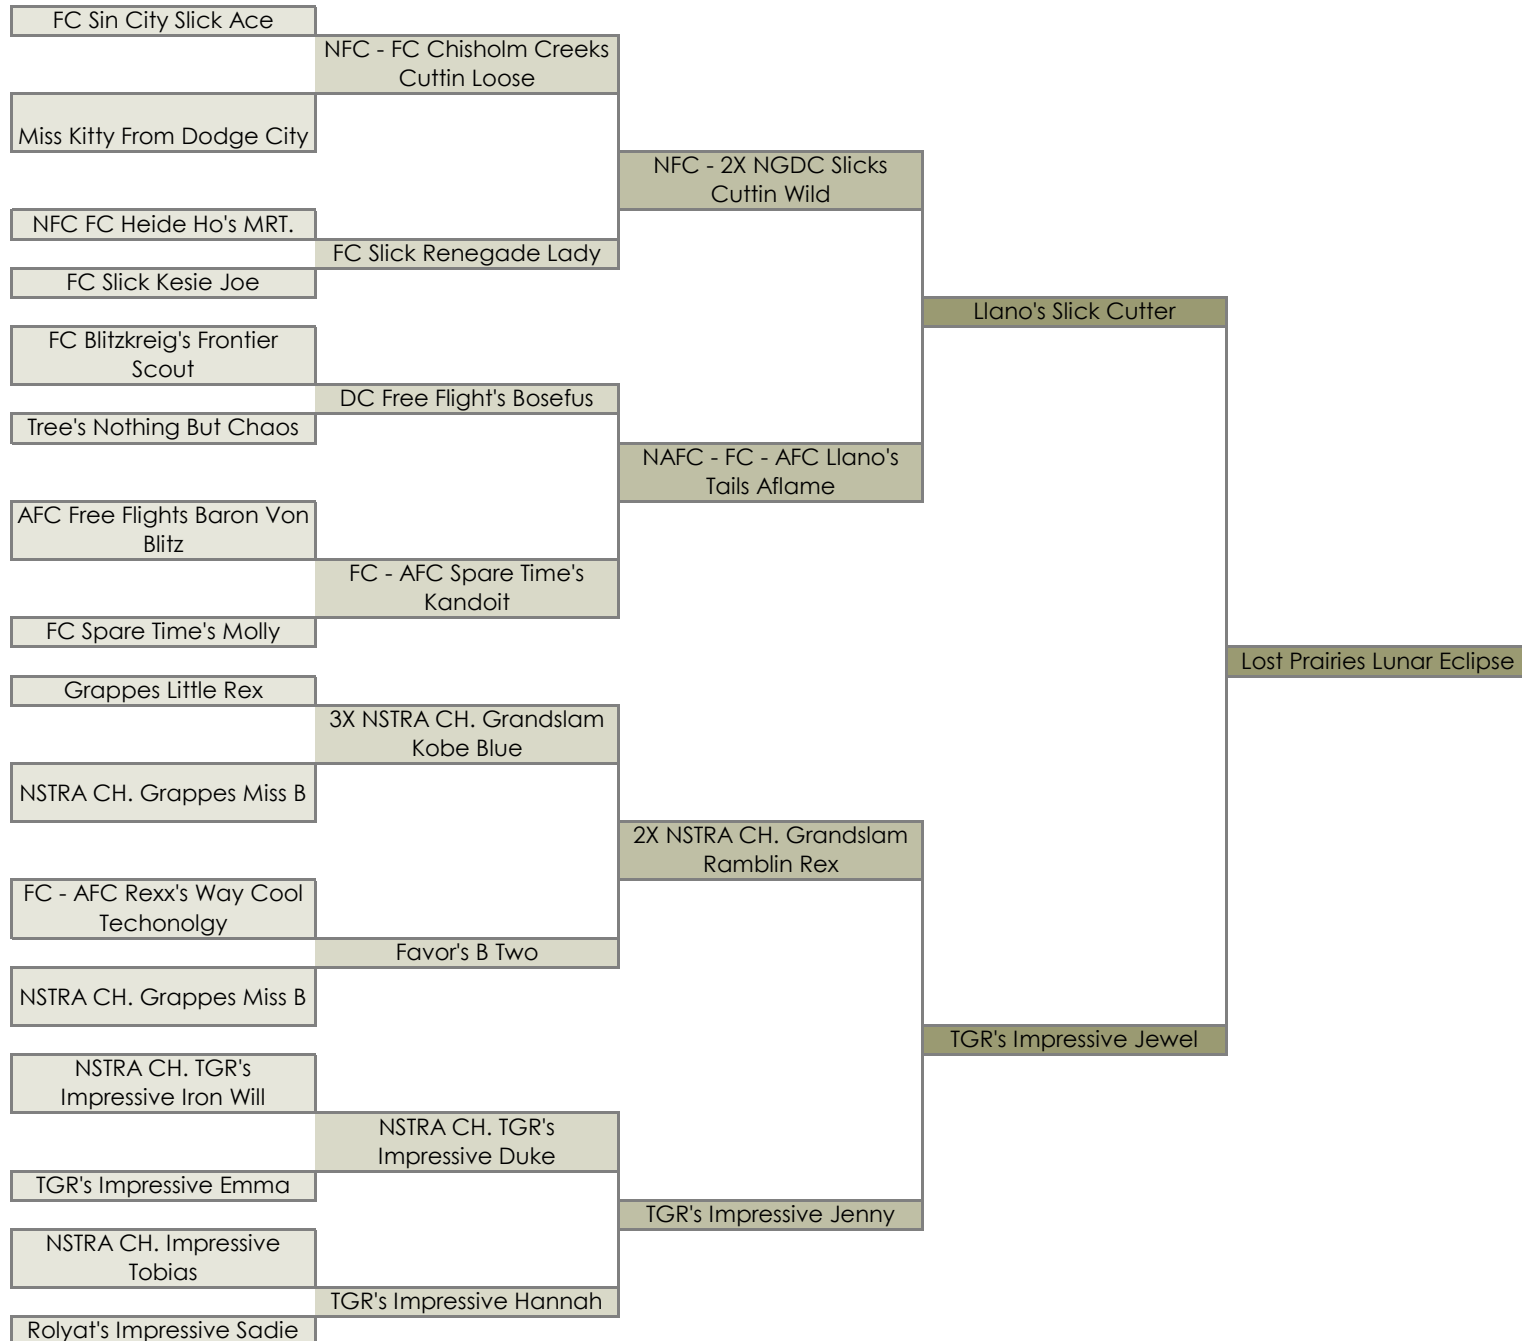 FC Sin City Slick Ace
NFC - FC Chisholm Creeks
Cuttin Loose
Miss Kitty From Dodge City
NFC - 2X NGDC Slicks
Cuttin Wild
NFC FC Heide Ho's MRT.
FC Slick Renegade Lady
FC Slick Kesie Joe
Llano's Slick Cutter
FC Blitzkreig's Frontier
Scout
DC Free Flight's Bosefus
Tree's Nothing But Chaos
NAFC - FC - AFC Llano's
Tails Aflame
AFC Free Flights Baron Von
Blitz
FC - AFC Spare Time's
Kandoit
FC Spare Time's Molly
Lost Prairies Lunar Eclipse
Grappes Little Rex
3X NSTRA CH. Grandslam
Kobe Blue
NSTRA CH. Grappes Miss B
2X NSTRA CH. Grandslam
Ramblin Rex
FC - AFC Rexx's Way Cool
Techonolgy
Favor's B Two
NSTRA CH. Grappes Miss B
TGR's Impressive Jewel
NSTRA CH. TGR's
Impressive Iron Will
NSTRA CH. TGR's
Impressive Duke
TGR's Impressive Emma
TGR's Impressive Jenny
NSTRA CH. Impressive
Tobias
TGR's Impressive Hannah
Rolyat's Impressive Sadie